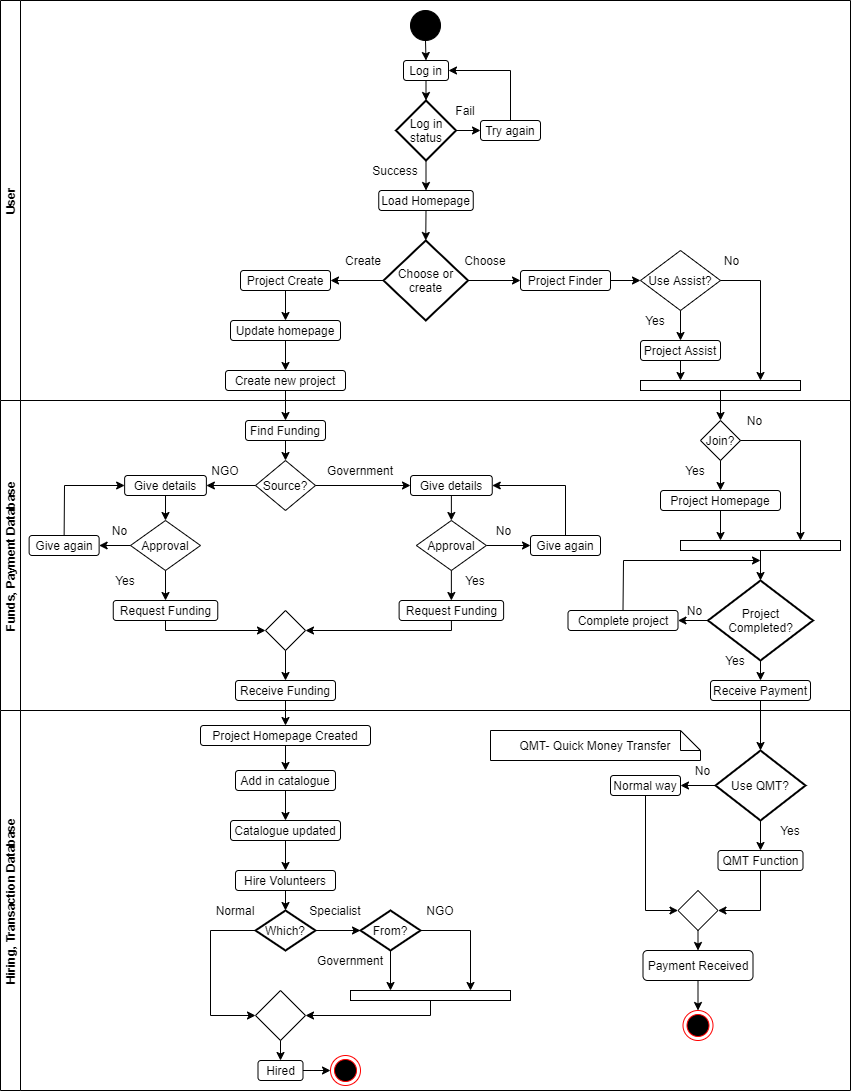 User
Log in
Fail
Log in
status
Try again
Success
Load Homepage
Create
Choose or
create
Choose
Project Create
Project Finder
Use Assist?
No
Yes
Update homepage
Project Assist
Create new project
Funds, Payment Database
Find Funding
No
Join?
NGO
Source?
Government
Yes
Give details
Give details
Project Homepage
No
No
Give again
Approval
Approval
Give again
Yes
Yes
Request Funding
Request Funding
No
Project
Completed?
Complete project
Yes
Receive Funding
Receive Payment
Hiring, Transaction Database
Project Homepage Created
QMT- Quick Money Transfer
No
Add in catalogue
Normal way
Use QMT?
Catalogue updated
Yes
QMT Function
Hire Volunteers
Normal
Specialist
NGO
Which?
From?
Government
Payment Received
Hired